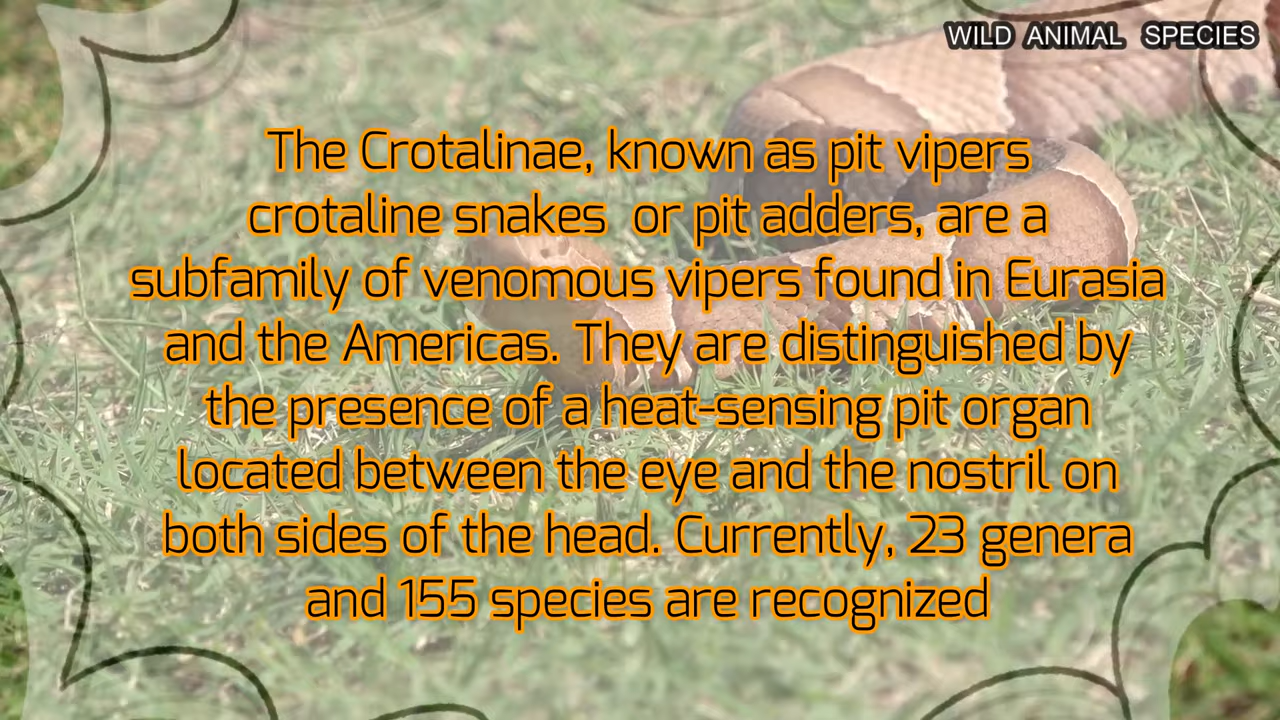 WILD ANIMAL SPECIES
The Crotalinae, known as pit vipers
crotaline snakes or pit adders, are a
subfamily of venomous vipers found in Eurasia
and the Americas. They are distinguished by
the presence of a heat-sensing pit organ
located between the eye and the nostril on
both sides of the head. Currently, 23 genera
and 155 species are recognized